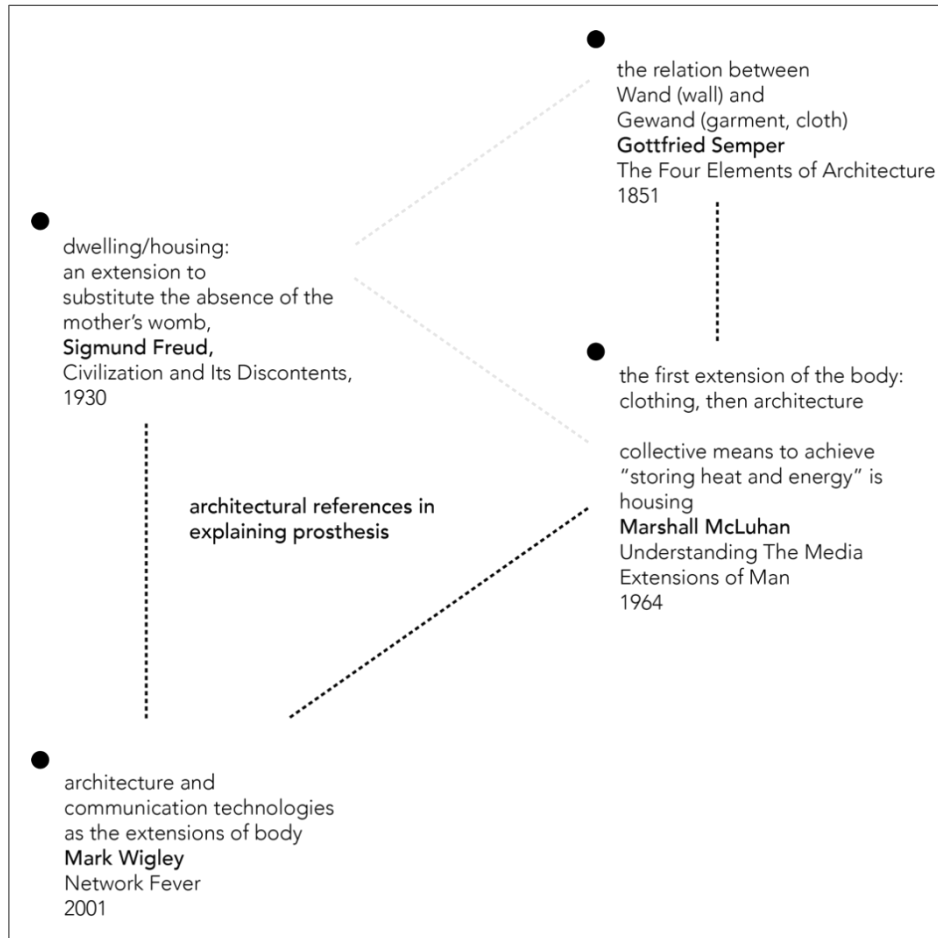 the relation between
Wand (wall) and
Gewand (garment, cloth)
Gottfried Semper
The Four Elements of Architecture
1851
dwelling/housing:
an extension to
substitute the absence of the
mother's womb,
Sigmund Freud,
Civilization and Its Discontents,
1930
the first extension of the body:
clothing, then architecture
collective means to achieve
“storing heat and energy” is
housing
Marshall McLuhan
Understanding The Media
Extensions of Man
1964
architectural references in
explaining prosthesis
architecture and
communication technologies
as the extensions of body
Mark Wigley
Network Fever
2001